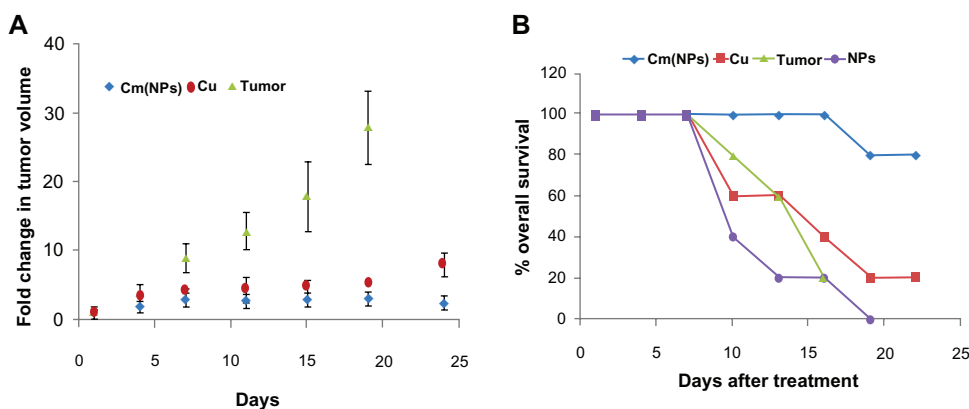 A
Fold change in tumor volume
40
30
20
10
0
Cm(NPs) Cu Tumor
0 5 10 15 20 25
Days
B
Cm(NPs) Cu Tumor NPs
% overall survival
120
100
80
60
40
20
0
0 5 10 15 20 25
Days after treatment